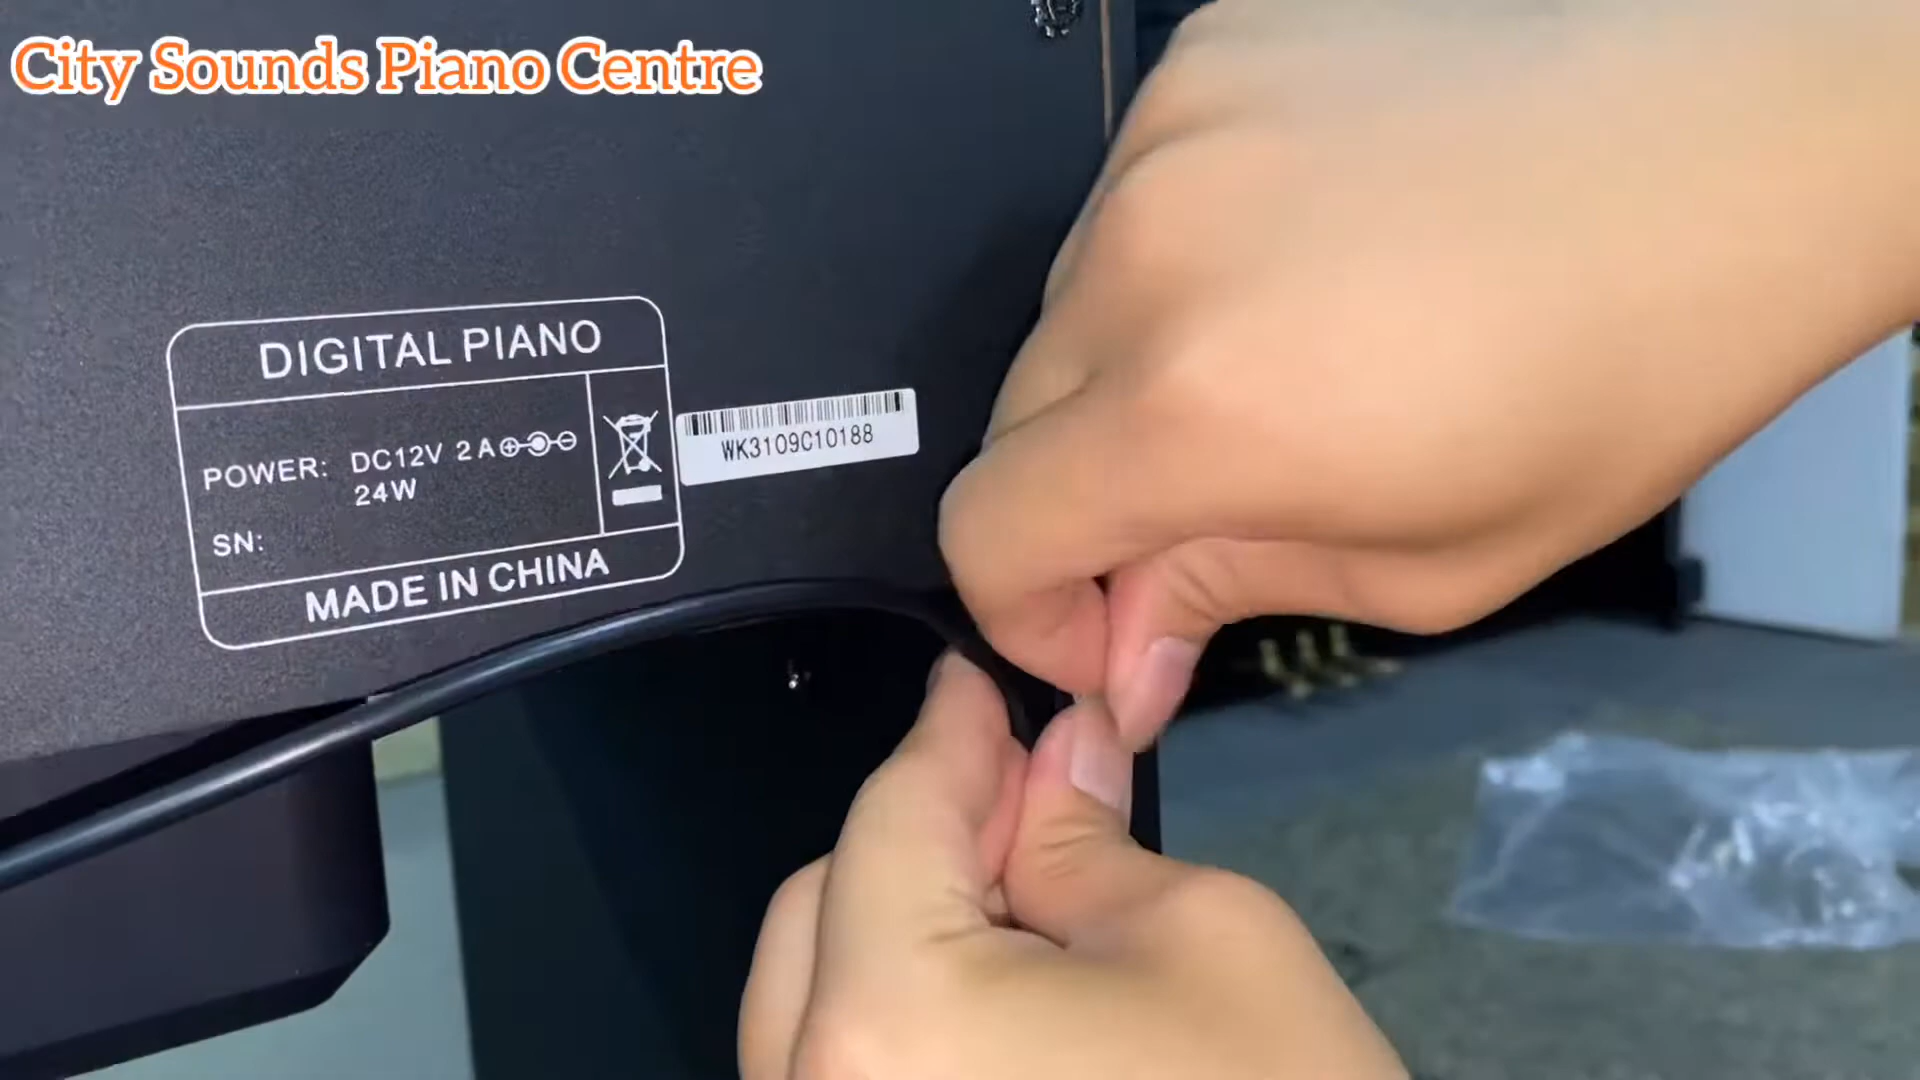 City Sounds Piano Centre
DIGITAL PIANO
POWER: DC12V 2A
24W
SN:
WK3109C10188
MADE IN CHINA